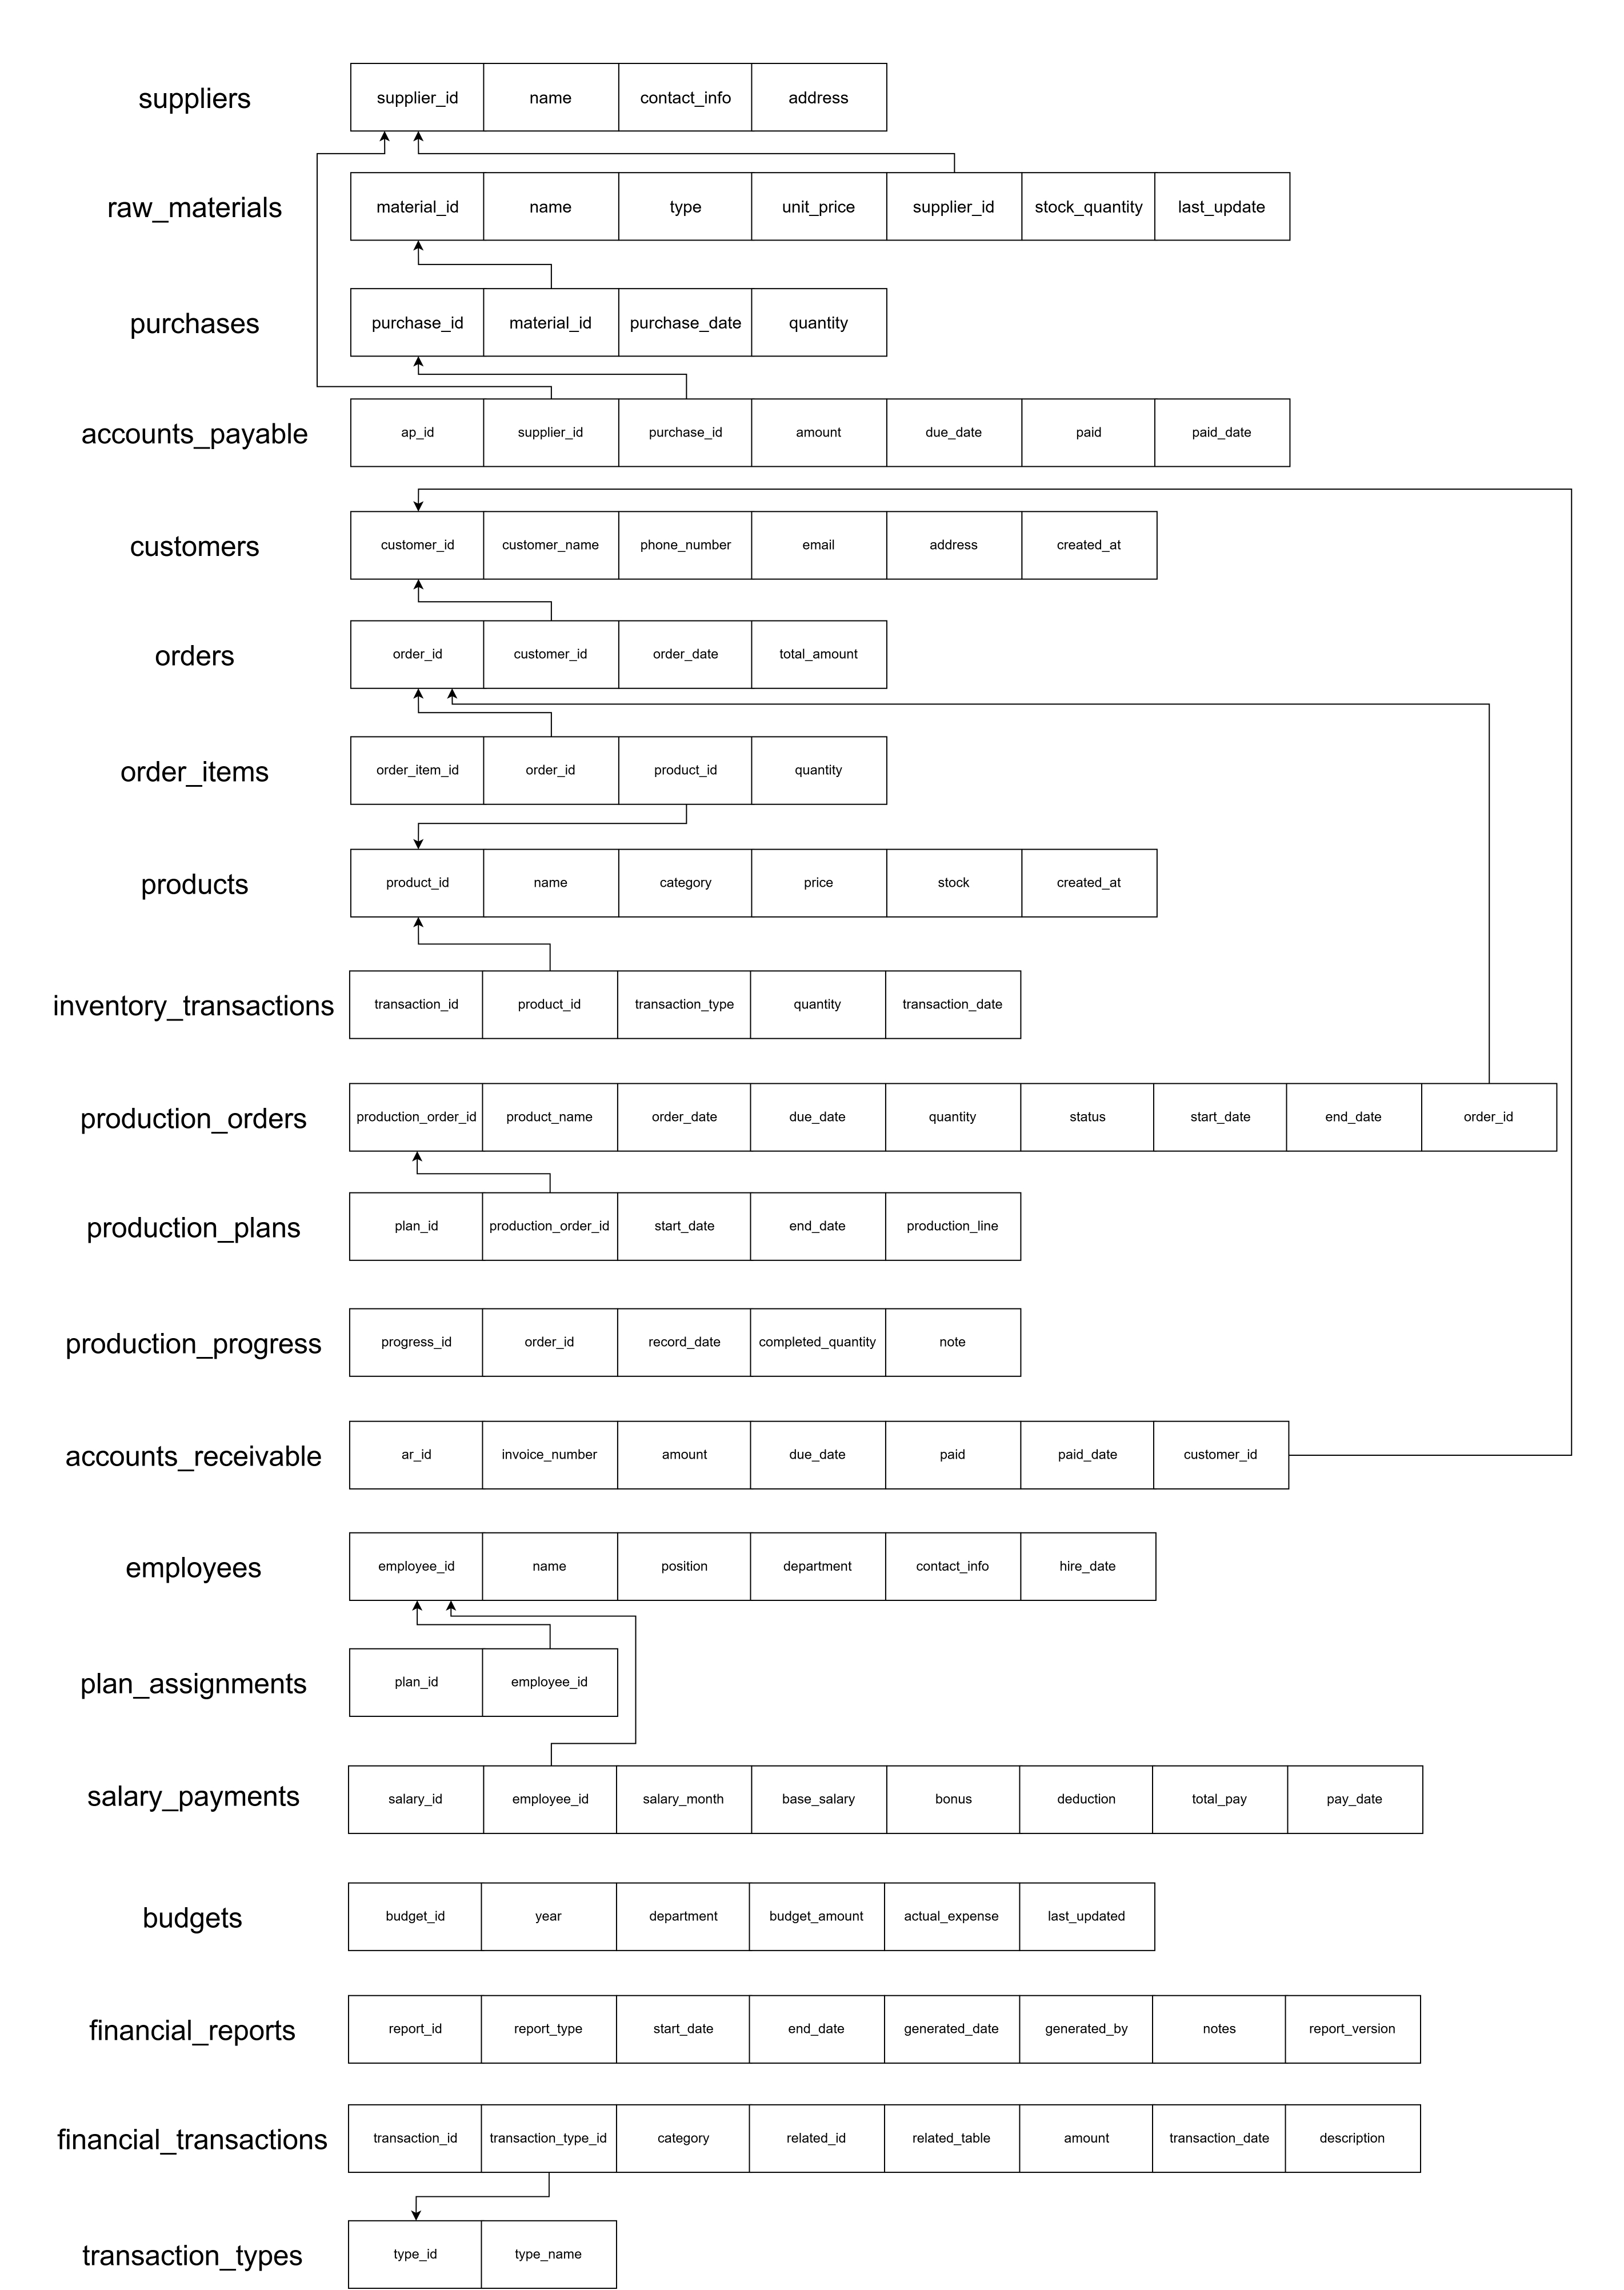 suppliers supplier_id name contact_info address
raw_materials material_id name type unit_price supplier_id stock_quantity last_update
purchases purchase_id material_id purchase_date quantity
accounts_payable ap_id supplier_id purchase_id amount due_date paid paid_date
customers customer_id customer_name phone_number email address created_at
orders order_id customer_id order_date total_amount
order_items order_item_id order_id product_id quantity
products product_id name category price stock created_at
inventory_transactions transaction_id product_id transaction_type quantity transaction_date
production_orders production_order_id product_name order_date due_date quantity status start_date end_date order_id
production_plans plan_id production_order_id start_date end_date production_line
production_progress progress_id order_id record_date completed_quantity note
accounts_receivable ar_id invoice_number amount due_date paid paid_date customer_id
employees employee_id name position department contact_info hire_date
plan_assignments plan_id employee_id
salary_payments salary_id employee_id salary_month base_salary bonus deduction total_pay pay_date
budgets budget_id year department budget_amount actual_expense last_updated
financial_reports report_id report_type start_date end_date generated_date generated_by notes report_version
financial_transactions transaction_id transaction_type_id category related_id related_table amount transaction_date description
transaction_types type_id type_name